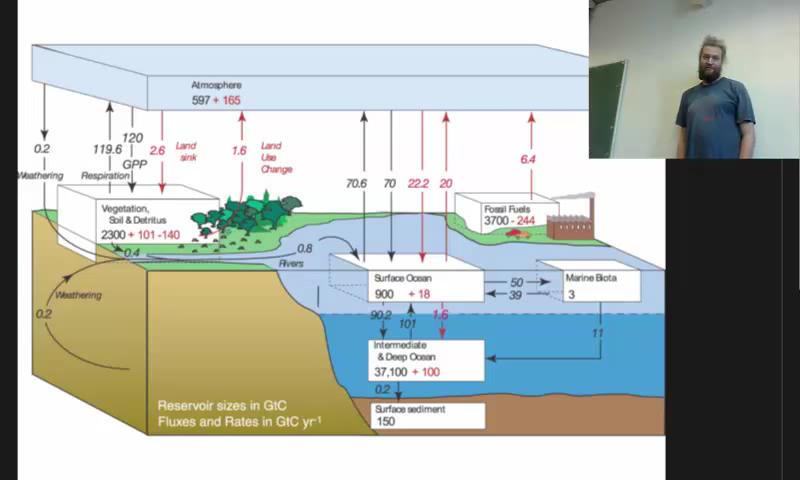 Atmosphere
597 + 165
0.2
Weathering
119.6
Respiration
120
GPP
2.6
Land
sink
1.6
Land
Use
Change
70.6
70
22.2
20
6.4
Vegetation,
Soil & Detritus
2300 + 101 -140
Fossil Fuels
3700 - 244
0.4
0.8
Rivers
Surface Ocean
900 + 18
50
39
Marine Biota
3
Weathering
0.2
90.2
101
1.6
11
Intermediate
& Deep Ocean
37,100 + 100
0.2
Reservoir sizes in GtC
Fluxes and Rates in GtC yr⁻¹
Surface sediment
150